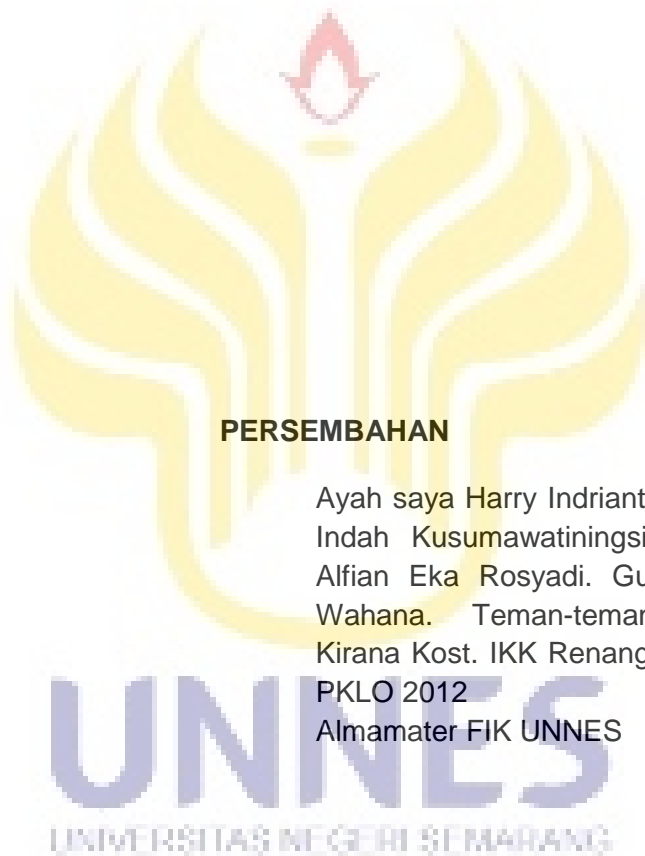 PERSEMBAHAN
Ayah saya Harry Indriant
Indah Kusumawatiningsi
Alfian Eka Rosyadi. Gu
Wahana. Teman-teman
Kirana Kost. IKK Renang
PKLO 2012
Almamater FIK UNNES
UNNES
UNIVERSITAS NEGERI SEMARANG